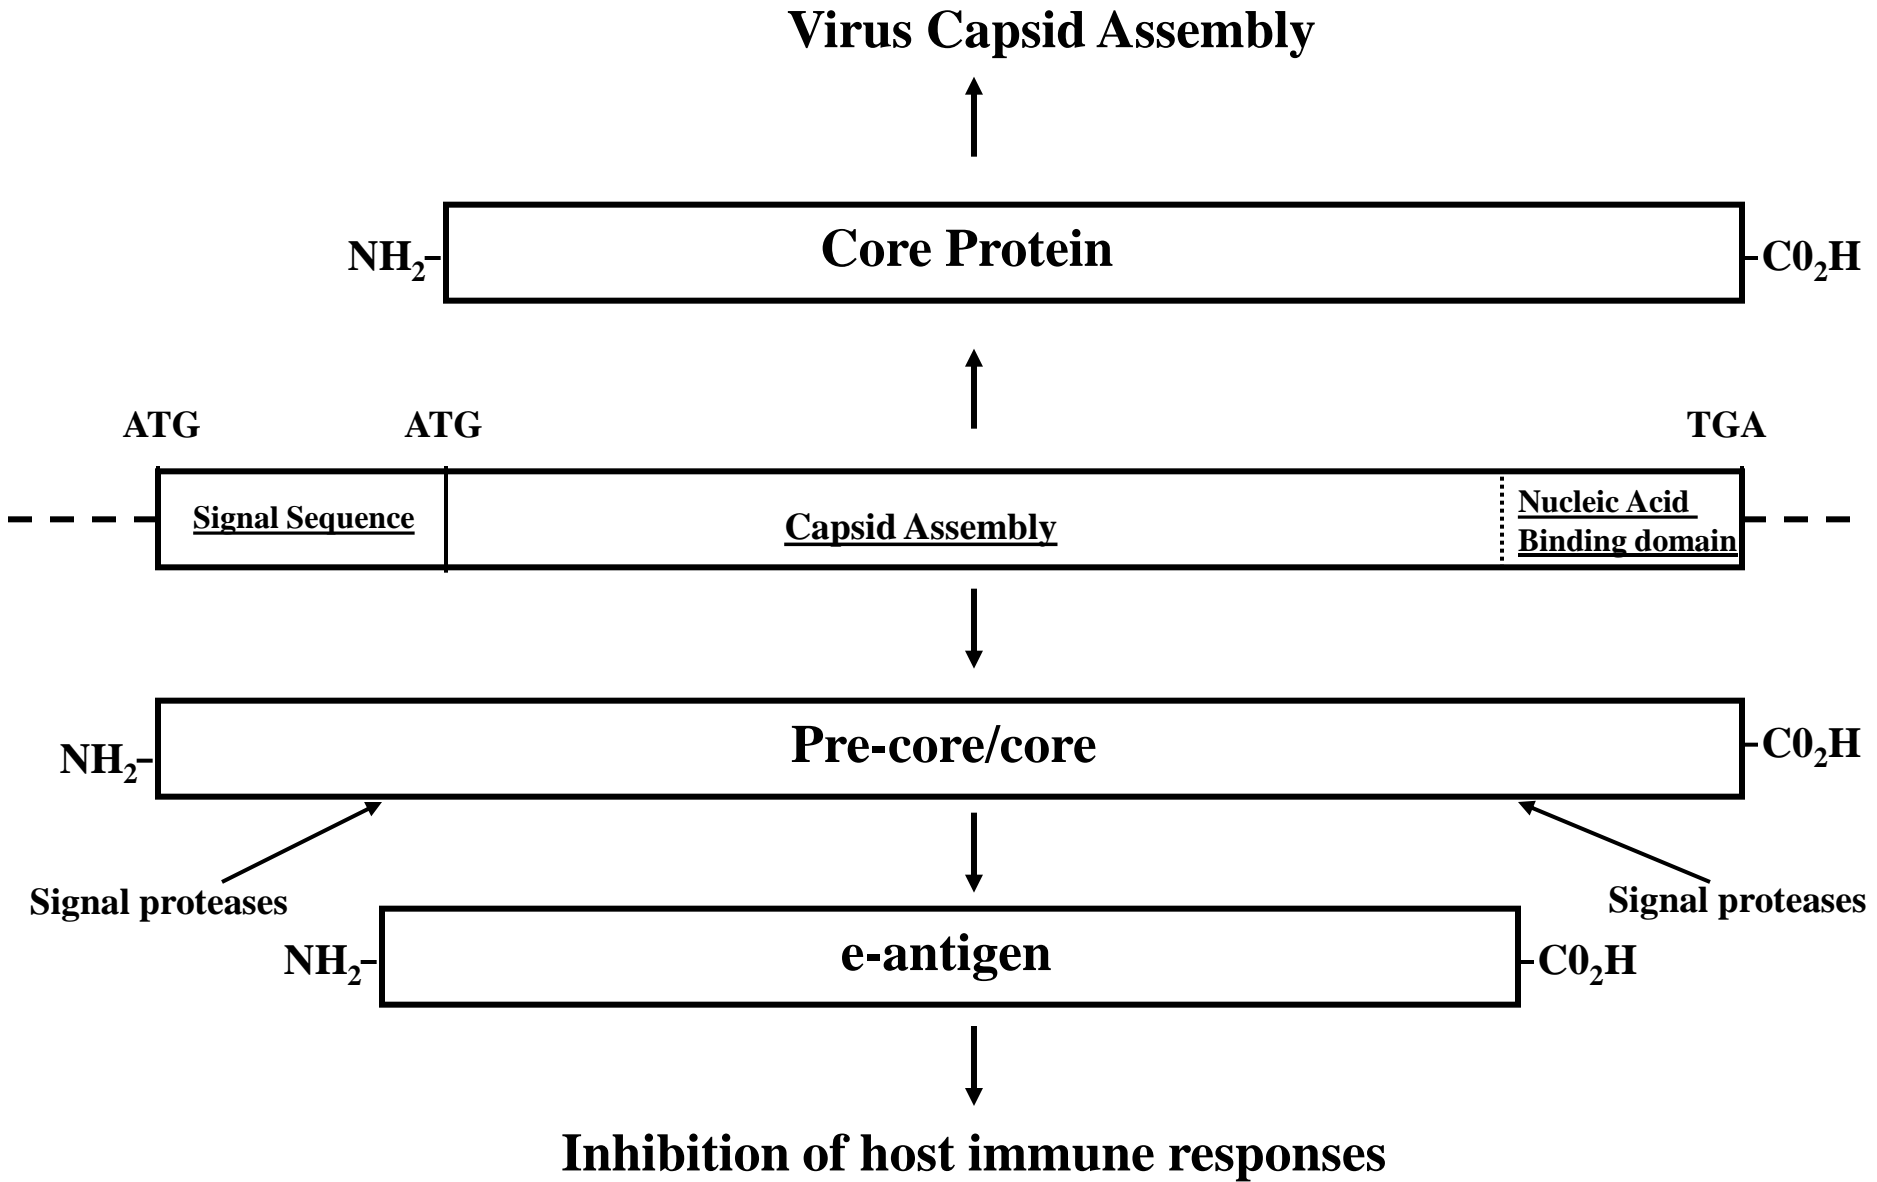 Virus Capsid Assembly
NH2- Core Protein -C02H
ATG ATG TGA
Signal Sequence
Capsid Assembly
Nucleic Acid
Binding domain
NH2- Pre-core/core -C02H
Signal proteases
Signal proteases
NH2- e-antigen -C02H
Inhibition of host immune responses